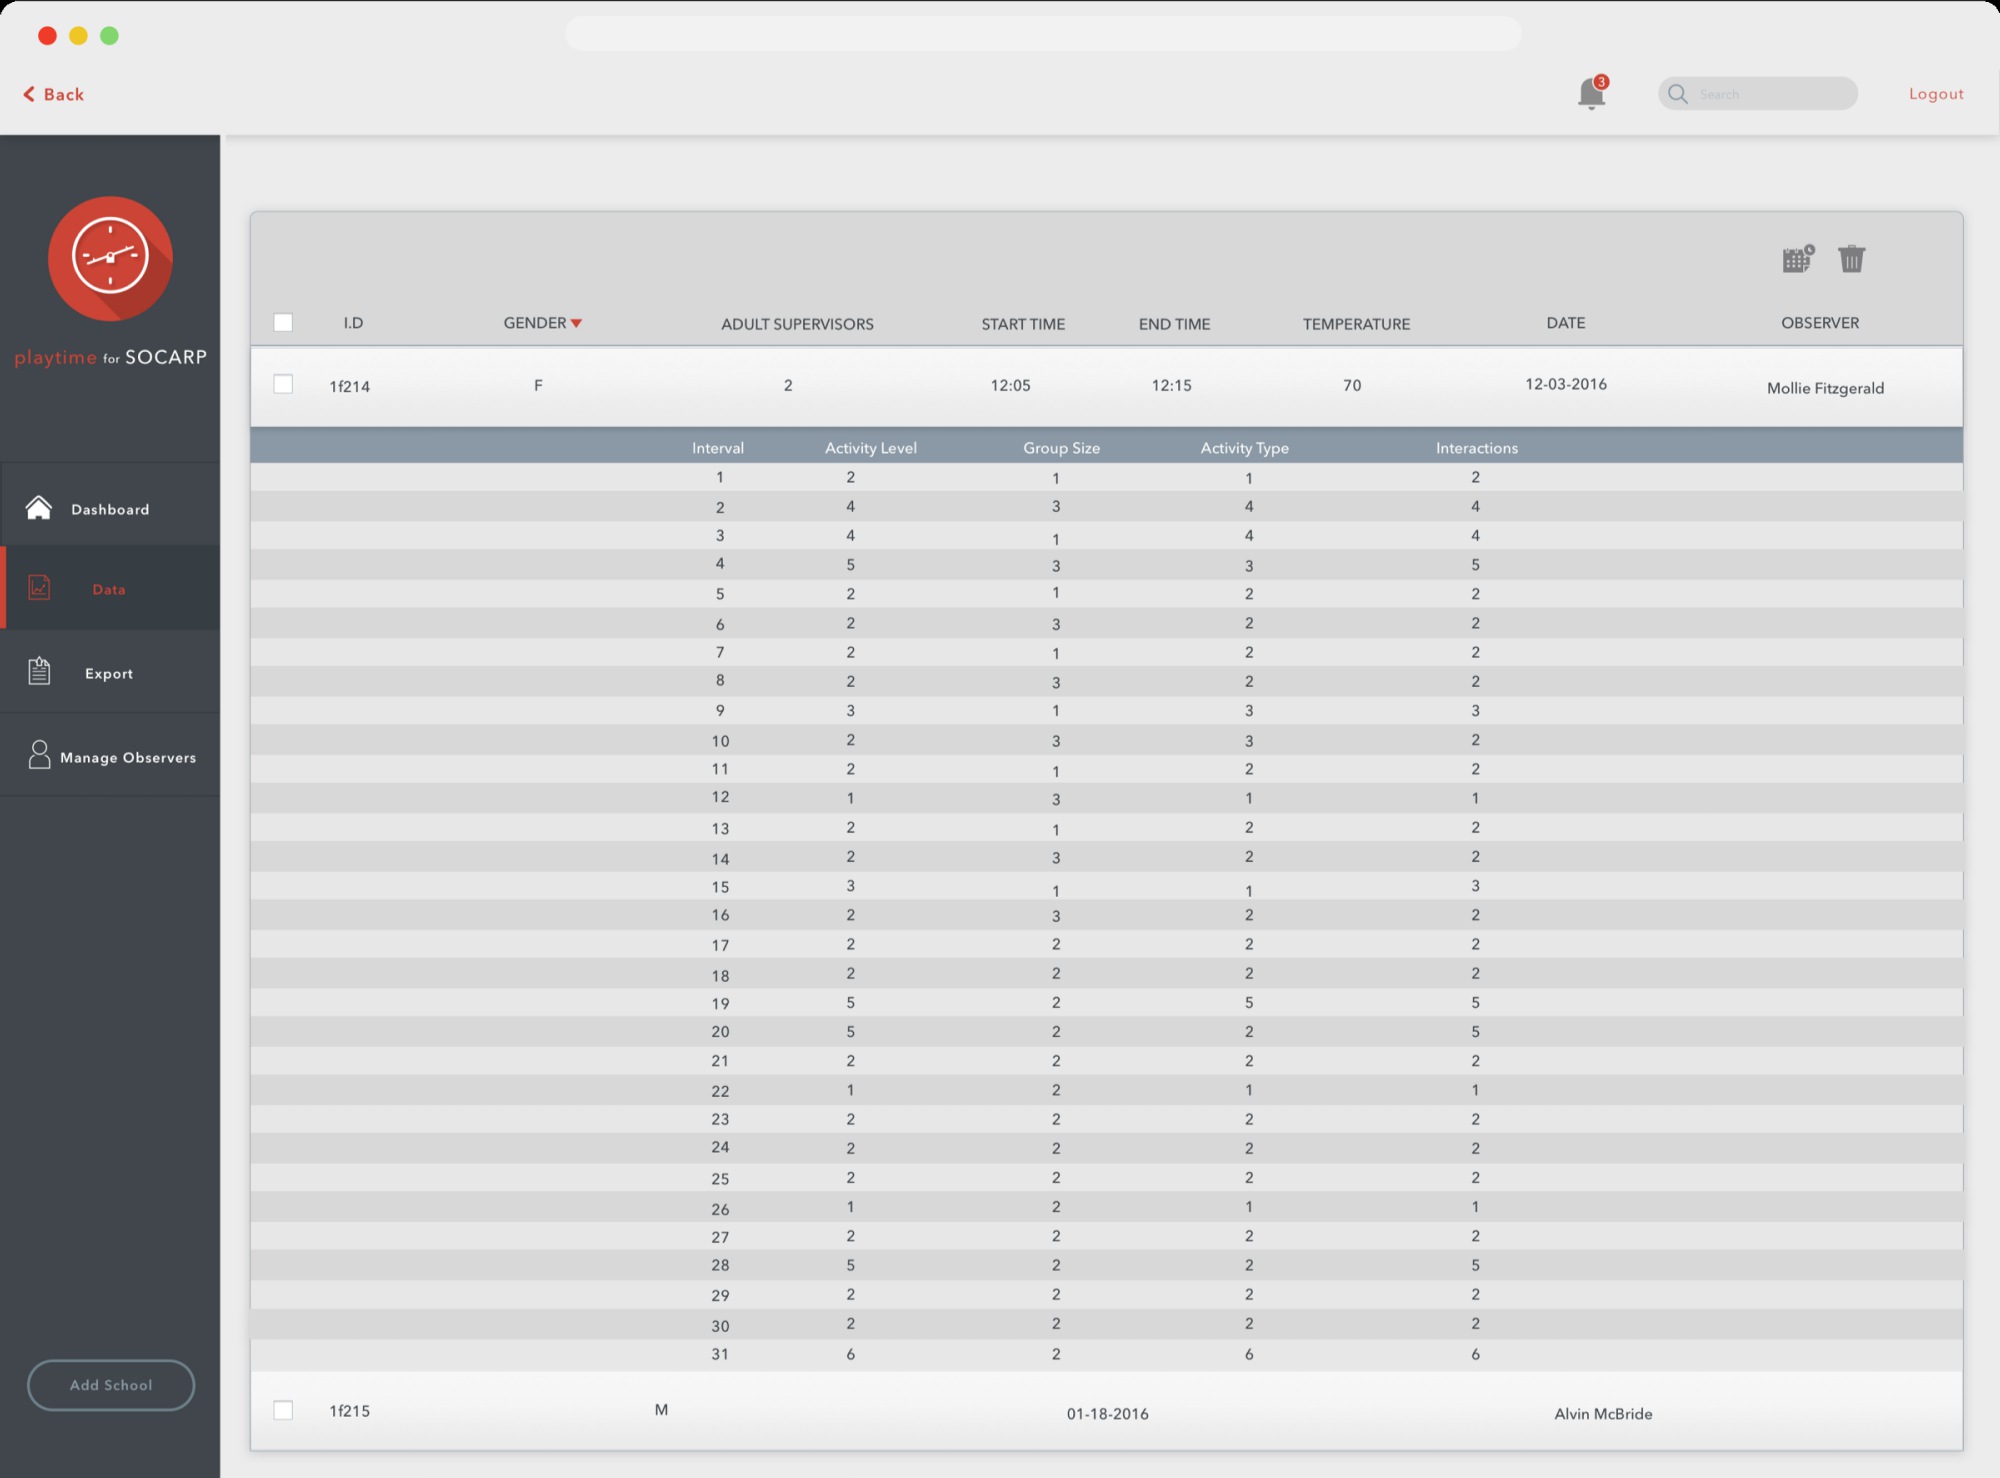 Back
3
Search
Logout
playtime for SOCARP
Dashboard
Data
Export
Manage Observers
Add School
I.D GENDER ADULT SUPERVISORS START TIME END TIME TEMPERATURE DATE OBSERVER
1f214 F 2 12:05 12:15 70 12-03-2016 Mollie Fitzgerald
Interval Activity Level Group Size Activity Type Interactions
1 2 1 1 2
2 4 3 4 4
3 4 1 4 4
4 5 3 3 5
5 2 1 2 2
6 2 3 2 2
7 2 1 2 2
8 2 3 2 2
9 3 1 3 3
10 2 3 3 2
11 2 1 2 2
12 1 3 1 1
13 2 1 2 2
14 2 3 2 2
15 3 1 1 3
16 2 3 2 2
17 2 2 2 2
18 2 2 2 2
19 5 2 5 5
20 5 2 2 5
21 2 2 2 2
22 1 2 1 1
23 2 2 2 2
24 2 2 2 2
25 2 2 2 2
26 1 2 1 1
27 2 2 2 2
28 5 2 2 5
29 2 2 2 2
30 2 2 2 2
31 6 2 6 6
1f215 M 01-18-2016 Alvin McBride